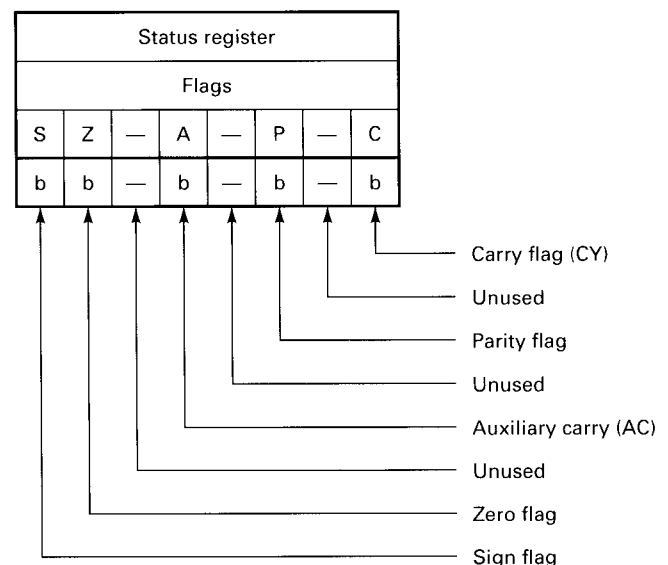 Status register
Flags
S Z — A — P — C
b b — b — b — b
Carry flag (CY)
Unused
Parity flag
Unused
Auxiliary carry (AC)
Unused
Zero flag
Sign flag